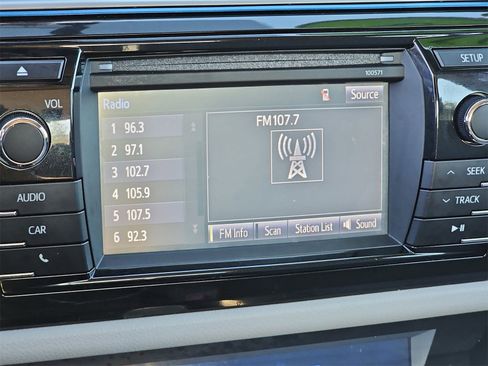 100571
SETUP
VOL
Radio
Source
1 96.3
FM107.7
2 97.1
3 102.7
SEEK
4 105.9
AUDIO
TRACK
5 107.5
CAR
6 92.3
FM Info
Scan
Station List
Sound